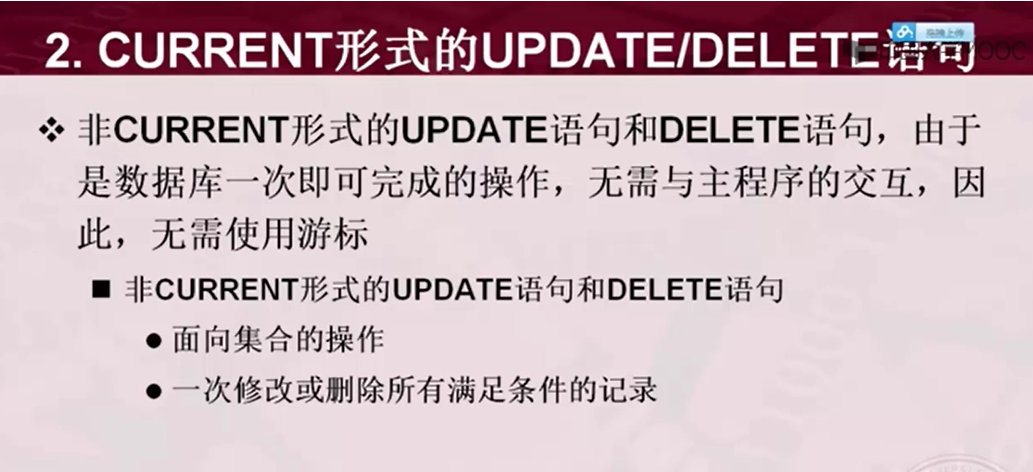 2. CURRENT形式的UPDATE/DELETE语句
拖拽上传
❖ 非CURRENT形式的UPDATE语句和DELETE语句，由于
是数据库一次即可完成的操作，无需与主程序的交互，因
此，无需使用游标
■ 非CURRENT形式的UPDATE语句和DELETE语句
● 面向集合的操作
● 一次修改或删除所有满足条件的记录